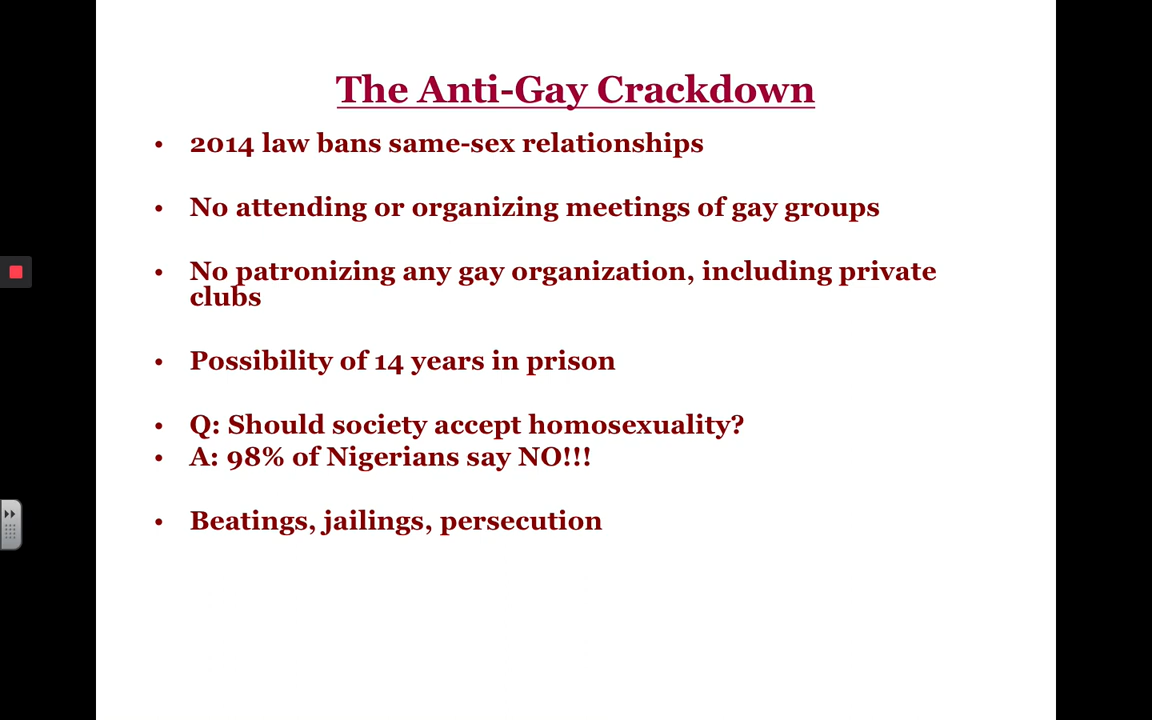 The Anti-Gay Crackdown
• 2014 law bans same-sex relationships
• No attending or organizing meetings of gay groups
• No patronizing any gay organization, including private
clubs
• Possibility of 14 years in prison
• Q: Should society accept homosexuality?
• A: 98% of Nigerians say NO!!!
• Beatings, jailings, persecution